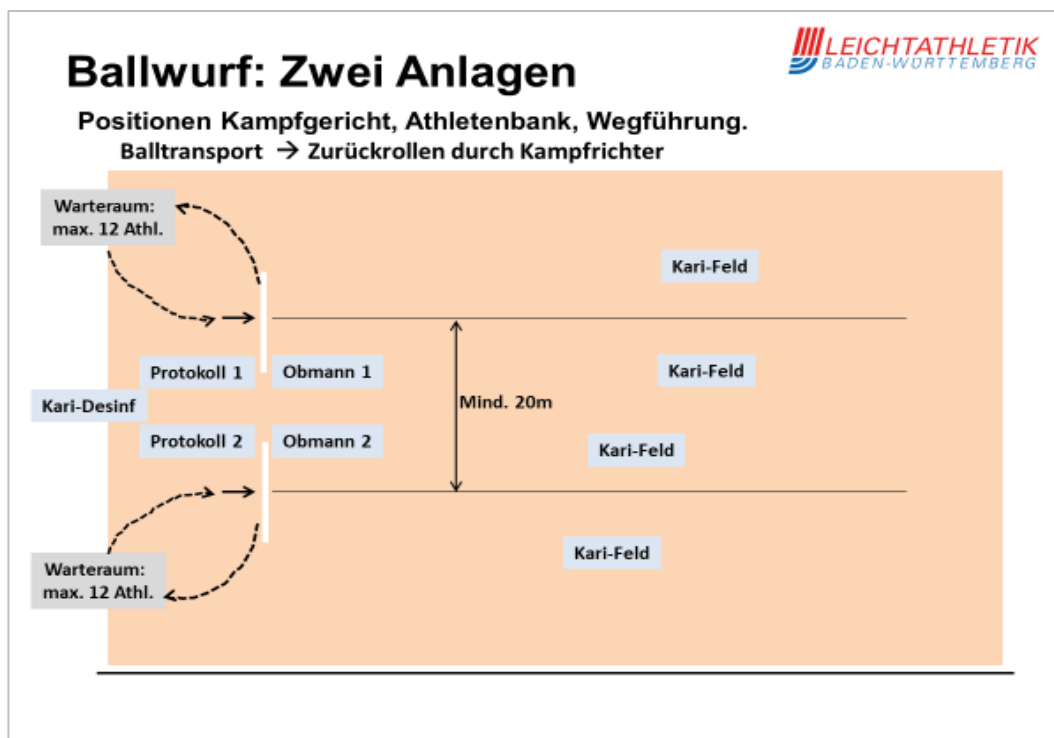 LEICHTATHLETIK
BADEN-WÜRTTEMBERG
Ballwurf: Zwei Anlagen
Positionen Kampfgericht, Athletenbank, Wegführung.
Balltransport → Zurückrollen durch Kampfrichter
Warteraum:
max. 12 Athl.
Kari-Feld
Protokoll 1
Obmann 1
Kari-Feld
Kari-Desinf
Mind. 20m
Protokoll 2
Obmann 2
Kari-Feld
Kari-Feld
Warteraum:
max. 12 Athl.